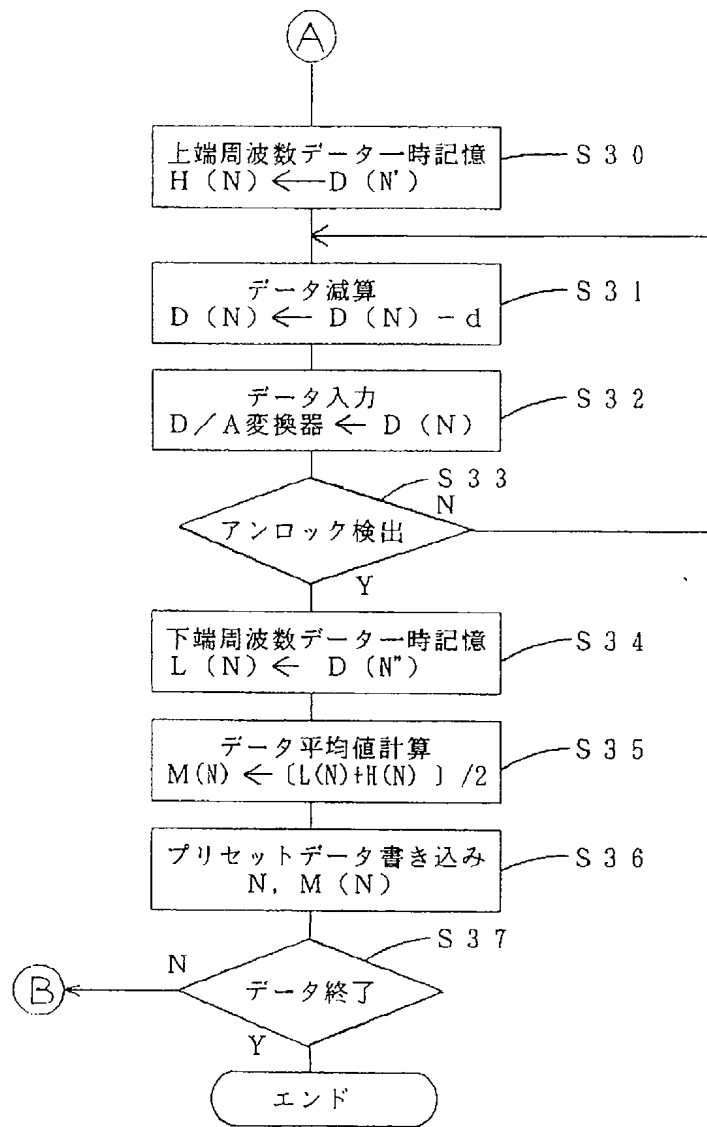 A
上端周波数データ一時記憶
H (N) ← D (N')
S30
データ減算
D (N) ← D (N) - d
S31
データ入力
D/A変換器 ← D (N)
S32
S33
アンロック検出
N
Y
下端周波数データ一時記憶
L (N) ← D (N")
S34
データ平均値計算
M(N) ← 〔L(N)+H(N) 〕/2
S35
プリセットデータ書き込み
N, M (N)
S36
S37
データ終了
N
B
Y
エンド